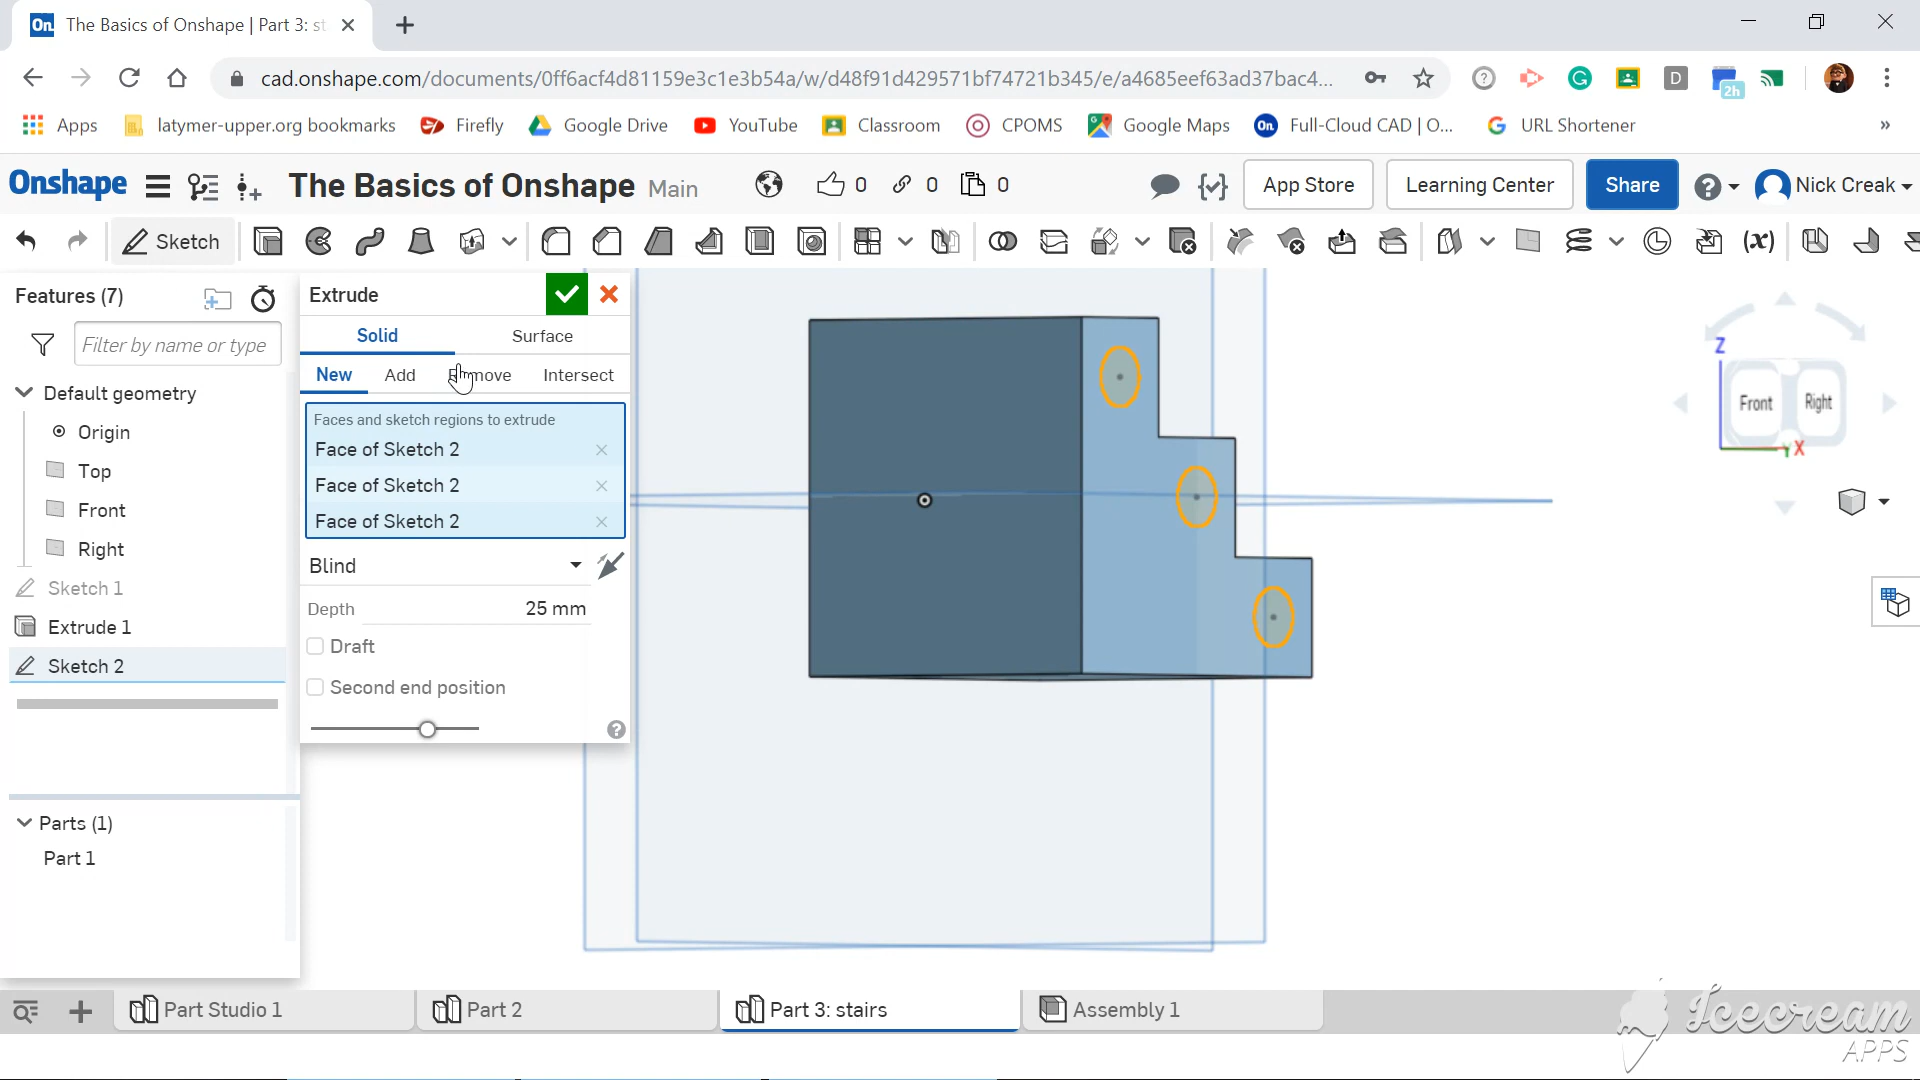 On. The Basics of Onshape | Part 3: st
cad.onshape.com/documents/0ff6acf4d81159e3c1e3b54a/w/d48f91d429571bf74721b345/e/a4685eef63ad37bac4...
D
2h
Apps
latymer-upper.org bookmarks
Firefly
Google Drive
YouTube
Classroom
CPOMS
Google Maps
On. Full-Cloud CAD | O...
URL Shortener
»
Onshape
The Basics of Onshape Main
0
0
0
App Store
Learning Center
Share
Nick Creak
Sketch
(x)
Features (7)
Filter by name or type
Default geometry
Origin
Top
Front
Right
Sketch 1
Extrude 1
Sketch 2
Parts (1)
Part 1
Extrude
Solid
Surface
New
Add
move
Intersect
Faces and sketch regions to extrude
Face of Sketch 2
Face of Sketch 2
Face of Sketch 2
Blind
Depth
25 mm
Draft
Second end position
Z
Front
Right
Y
X
Part Studio 1
Part 2
Part 3: stairs
Assembly 1
Icecream
APPS